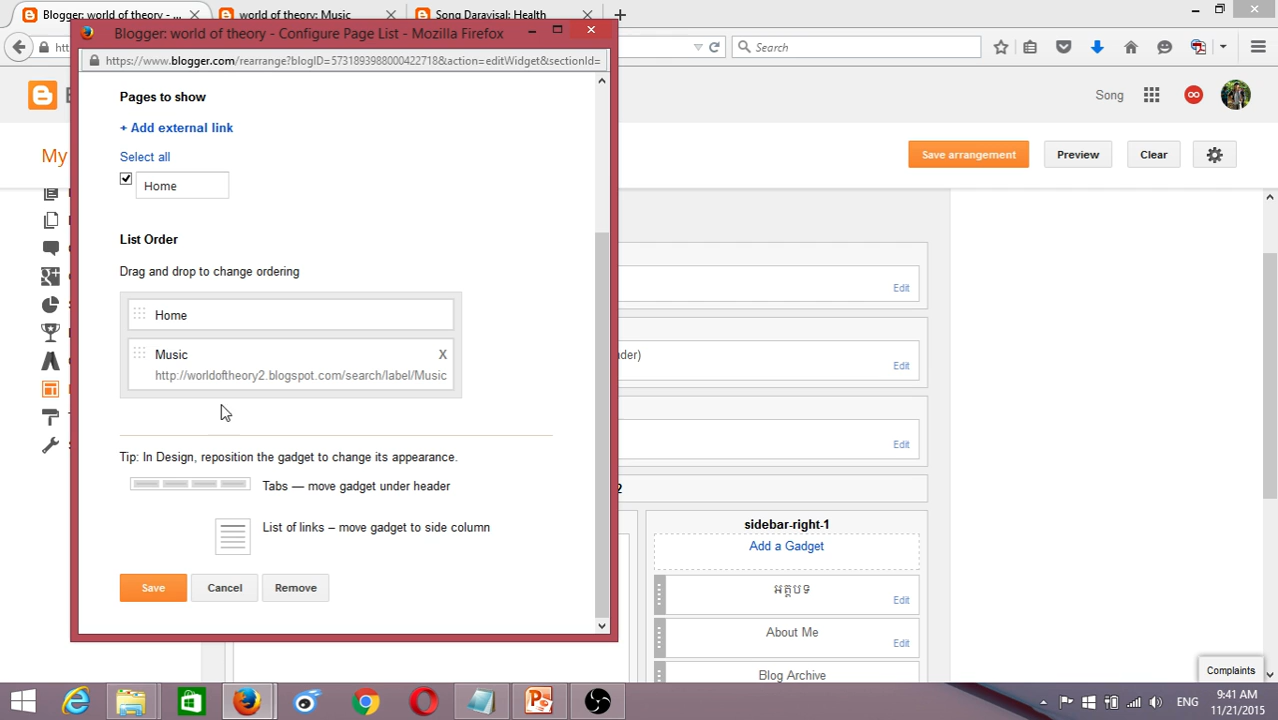 Blogger: world of theory - ...
world of theory: Music
Song Daravisal: Health
Blogger: world of theory - Configure Page List - Mozilla Firefox
https://www.blogger.com/rearrange?blogID=5731893988000422718&action=editWidget&sectionId=
Search
Song
My
Save arrangement
Preview
Clear
Pages to show
+ Add external link
Select all
Home
List Order
Drag and drop to change ordering
Home
Music
X
http://worldoftheory2.blogspot.com/search/label/Music
Tip: In Design, reposition the gadget to change its appearance.
Tabs — move gadget under header
List of links – move gadget to side column
Save
Cancel
Remove
Edit
Edit
Edit
sidebar-right-1
Add a Gadget
អត្ថបទ
Edit
About Me
Edit
Blog Archive
Complaints
ENG
9:41 AM
11/21/2015